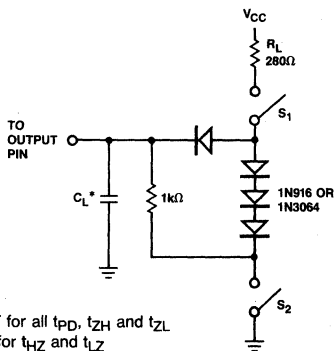 VCC
RL
280Ω
S1
TO
OUTPUT
PIN
CL*
1kΩ
1N916 OR
1N3064
S2
for all tPD, tZH and tZL
for tHZ and tLZ